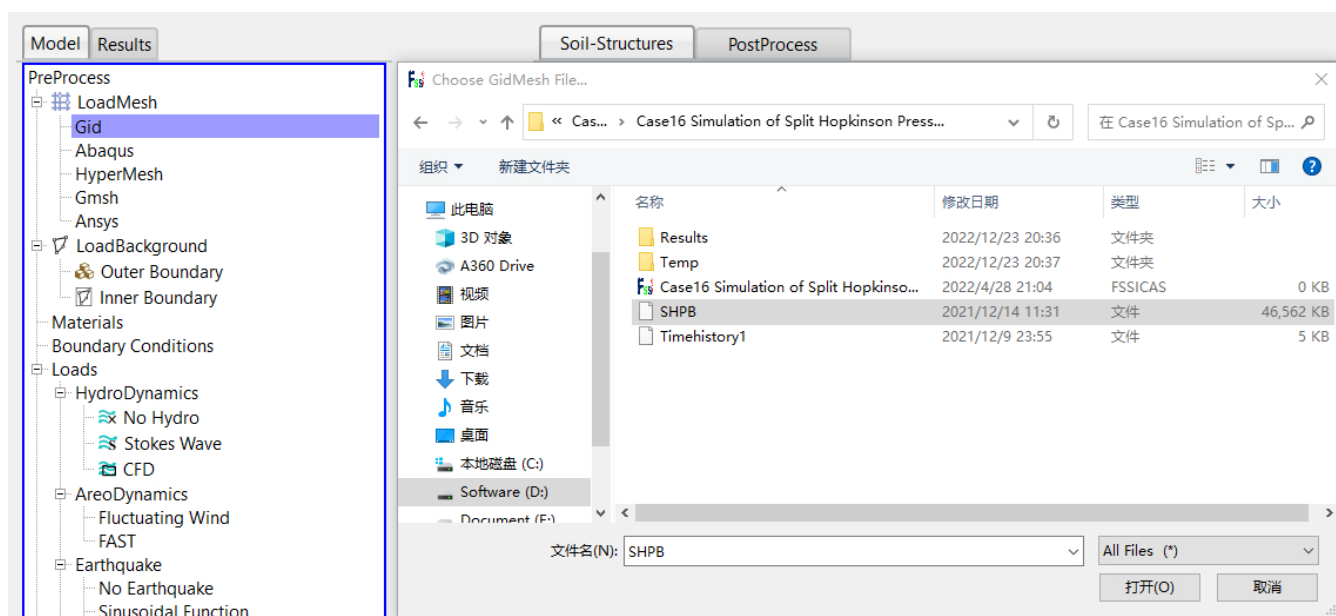 Model Results
Soil-Structures PostProcess
PreProcess
LoadMesh
Gid
Abaqus
HyperMesh
Gmsh
Ansys
LoadBackground
Outer Boundary
Inner Boundary
Materials
Boundary Conditions
Loads
HydroDynamics
No Hydro
Stokes Wave
CFD
AreoDynamics
Fluctuating Wind
FAST
Earthquake
No Earthquake
Sinusoidal Function
Choose GidMesh File...
« Cas... › Case16 Simulation of Split Hopkinson Press...
在 Case16 Simulation of Sp...
组织 新建文件夹
此电脑
3D 对象
A360 Drive
视频
图片
文档
下载
音乐
桌面
本地磁盘 (C:)
Software (D:)
Document (E:)
名称 修改日期 类型 大小
Results 2022/12/23 20:36 文件夹
Temp 2022/12/23 20:37 文件夹
Case16 Simulation of Split Hopkinso... 2022/4/28 21:04 FSSICAS 0 KB
SHPB 2021/12/14 11:31 文件 46,562 KB
Timehistory1 2021/12/9 23:55 文件 5 KB
文件名(N): SHPB All Files (*)
打开(O) 取消